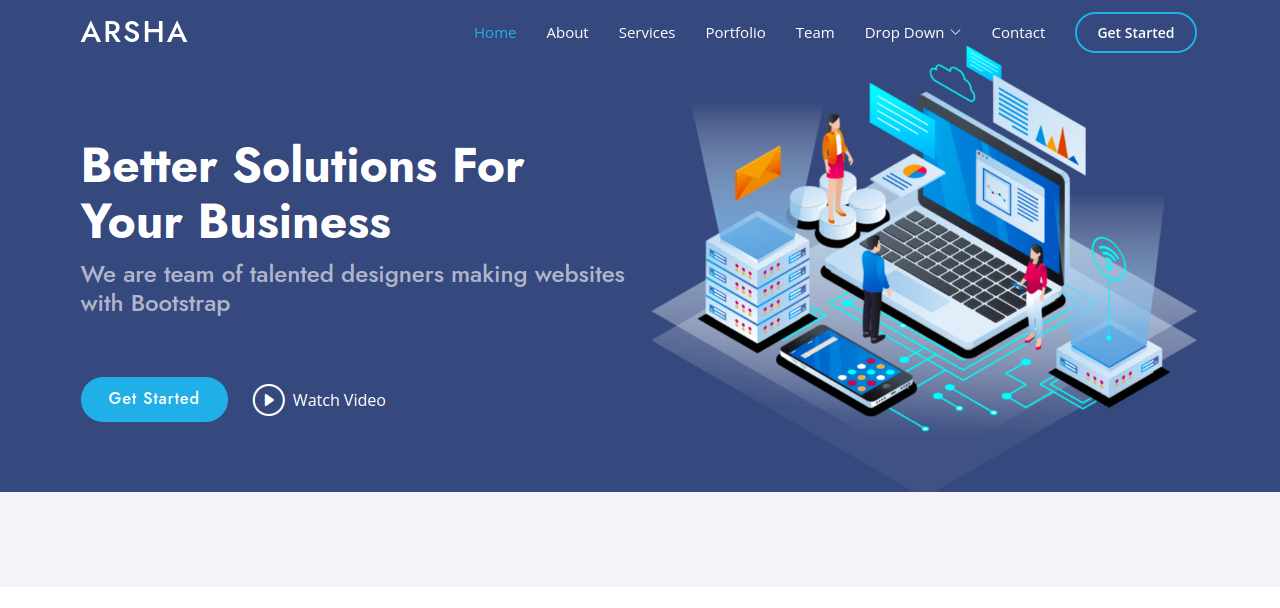 ARSHA
Home About Services Portfolio Team Drop Down Contact Get Started
Better Solutions For
Your Business
We are team of talented designers making websites
with Bootstrap
Get Started
Watch Video